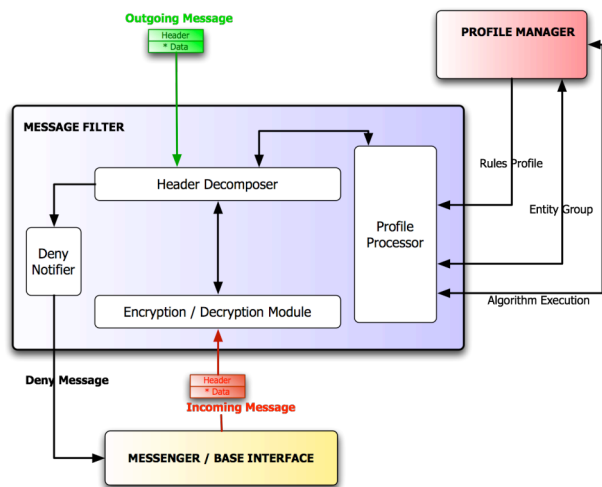 Outgoing Message
Header
* Data
PROFILE MANAGER
MESSAGE FILTER
Header Decomposer
Rules Profile
Entity Group
Profile
Processor
Deny
Notifier
Encryption / Decryption Module
Algorithm Execution
Deny Message
Header
* Data
Incoming Message
MESSENGER / BASE INTERFACE